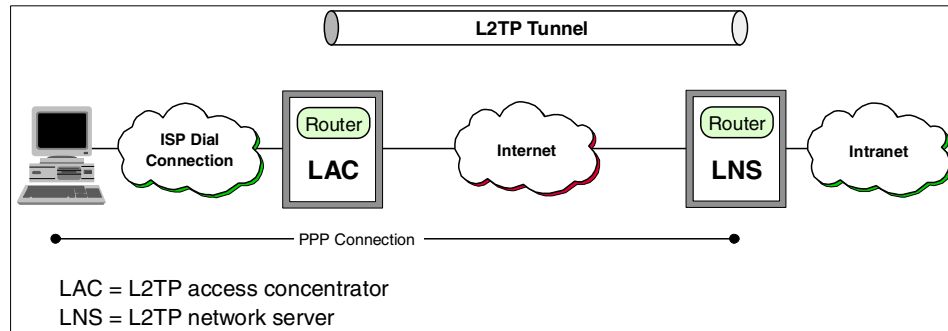 L2TP Tunnel
ISP Dial
Connection
Router
LAC
Internet
Router
LNS
Intranet
PPP Connection
LAC = L2TP access concentrator
LNS = L2TP network server